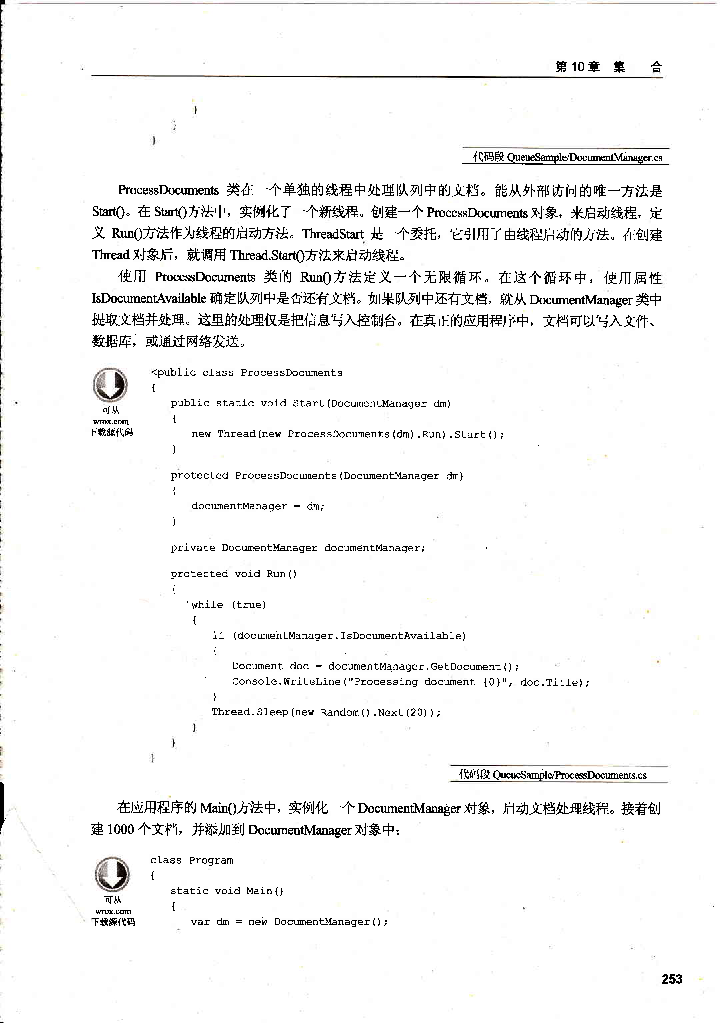 第 10 章 集 合
}
}
}
代码段 QueueSample/DocumentManager.cs
ProcessDocuments 类在一个单独的线程中处理队列中的文档。能从外部访问的唯一方法是
Start()。在 Start()方法中，实例化了一个新线程。创建一个 ProcessDocuments 对象，来启动线程，定
义 Run()方法作为线程的启动方法。ThreadStart 是一个委托，它引用了由线程启动的方法。在创建
Thread 对象后，就调用 Thread.Start()方法来启动线程。
使用 ProcessDocuments 类的 Run()方法定义一个无限循环。在这个循环中，使用属性
IsDocumentAvailable 确定队列中是否还有文档。如果队列中还有文档，就从 DocumentManager 类中
提取文档并处理。这里的处理仅是把信息写入控制台。在真正的应用程序中，文档可以写入文件、
数据库，或通过网络发送。
可从
wrox.com
下载源代码
<public class ProcessDocuments
{
public static void Start(DocumentManager dm)
{
new Thread(new ProcessDocuments(dm).Run).Start();
}
protected ProcessDocuments(DocumentManager dm)
{
documentManager = dm;
}
private DocumentManager documentManager;
protected void Run()
{
while (true)
{
if (documentManager.IsDocumentAvailable)
{
Document doc = documentManager.GetDocument();
Console.WriteLine("Processing document {0}", doc.Title);
}
Thread.Sleep(new Random().Next(20));
}
}
}
代码段 QueueSample/ProcessDocuments.cs
在应用程序的 Main()方法中，实例化一个 DocumentManager 对象，启动文档处理线程。接着创
建 1000 个文档，并添加到 DocumentManager 对象中：
可从
wrox.com
下载源代码
class Program
{
static void Main()
{
var dm = new DocumentManager();
253